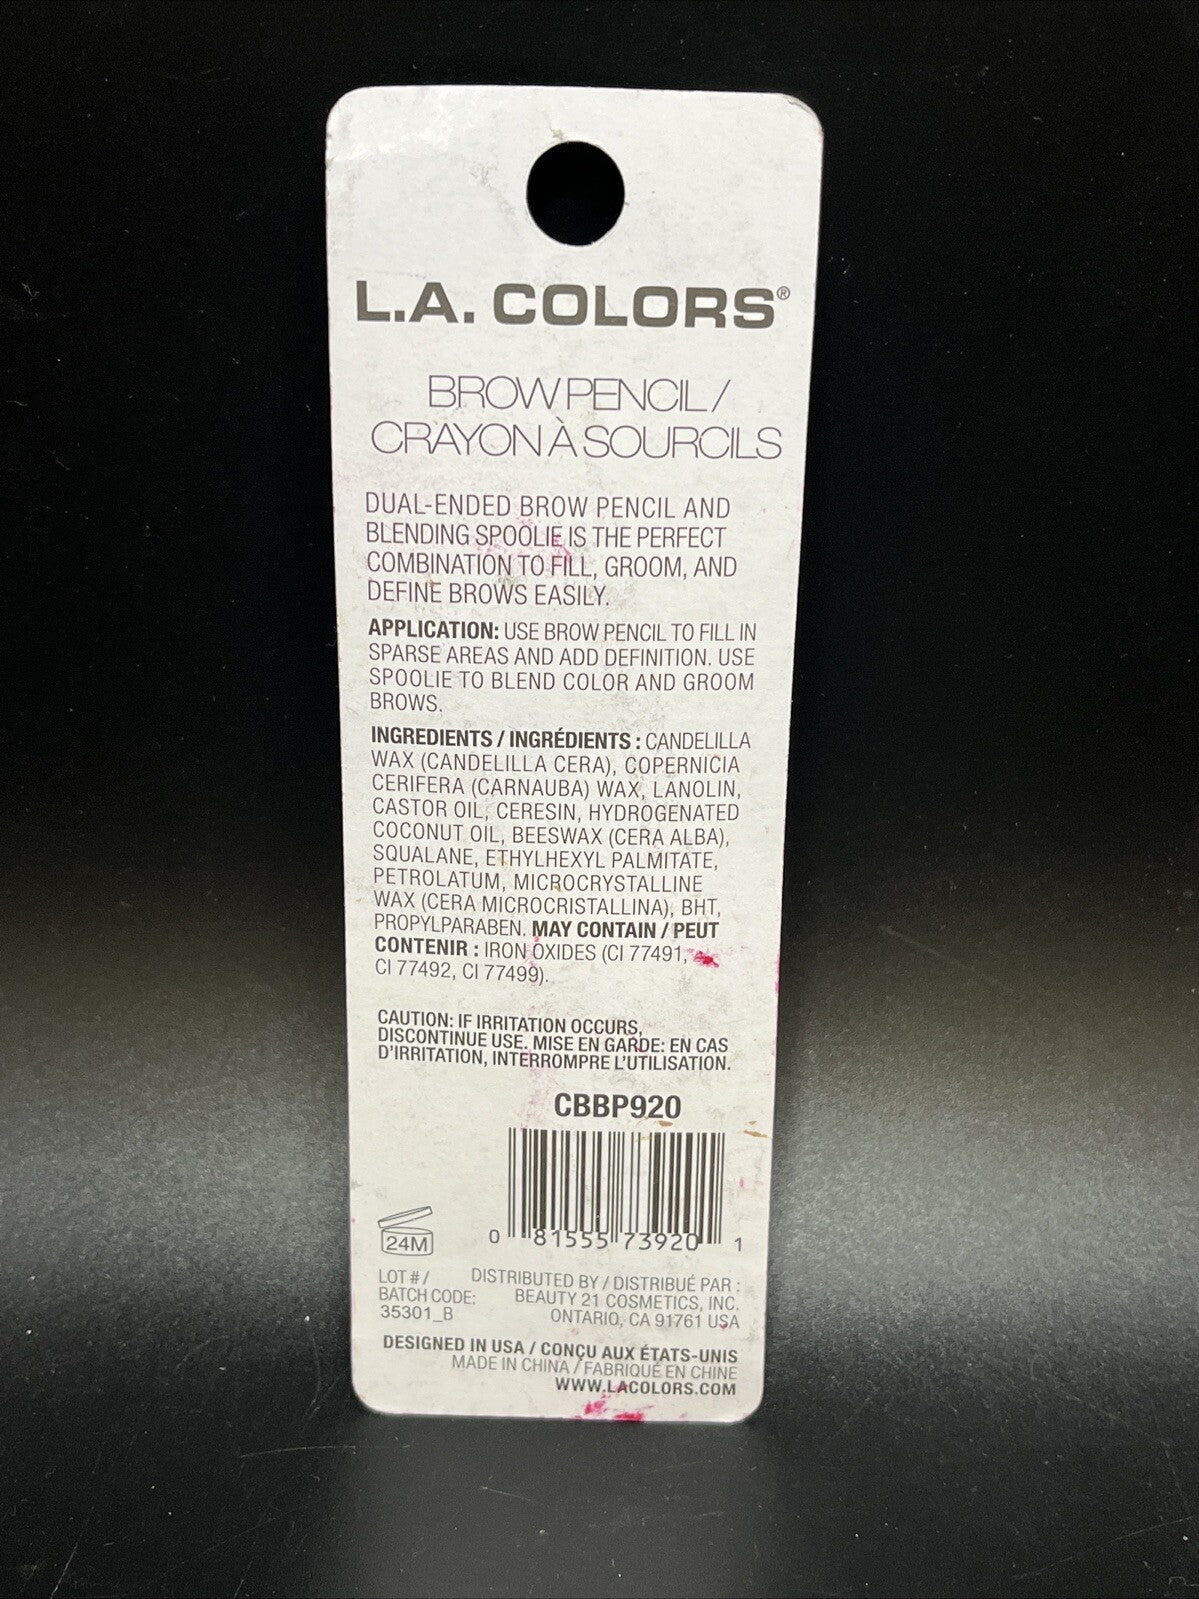 L.A. COLORS®
BROW PENCIL /
CRAYON À SOURCILS
DUAL-ENDED BROW PENCIL AND
BLENDING SPOOLIE IS THE PERFECT
COMBINATION TO FILL, GROOM, AND
DEFINE BROWS EASILY.
APPLICATION: USE BROW PENCIL TO FILL IN
SPARSE AREAS AND ADD DEFINITION. USE
SPOOLIE TO BLEND COLOR AND GROOM
BROWS.
INGREDIENTS / INGRÉDIENTS : CANDELILLA
WAX (CANDELILLA CERA), COPERNICIA
CERIFERA (CARNAUBA) WAX, LANOLIN,
CASTOR OIL, CERESIN, HYDROGENATED
COCONUT OIL, BEESWAX (CERA ALBA),
SQUALANE, ETHYLHEXYL PALMITATE,
PETROLATUM, MICROCRYSTALLINE
WAX (CERA MICROCRISTALLINA), BHT,
PROPYLPARABEN. MAY CONTAIN / PEUT
CONTENIR : IRON OXIDES (CI 77491,
CI 77492, CI 77499).
CAUTION: IF IRRITATION OCCURS,
DISCONTINUE USE. MISE EN GARDE: EN CAS
D'IRRITATION, INTERROMPRE L'UTILISATION.
CBBP920
0 81555 73920 1
24M
LOT # /
BATCH CODE:
35301_B
DISTRIBUTED BY / DISTRIBUÉ PAR :
BEAUTY 21 COSMETICS, INC.
ONTARIO, CA 91761 USA
DESIGNED IN USA / CONÇU AUX ÉTATS-UNIS
MADE IN CHINA / FABRIQUÉ EN CHINE
WWW.LACOLORS.COM